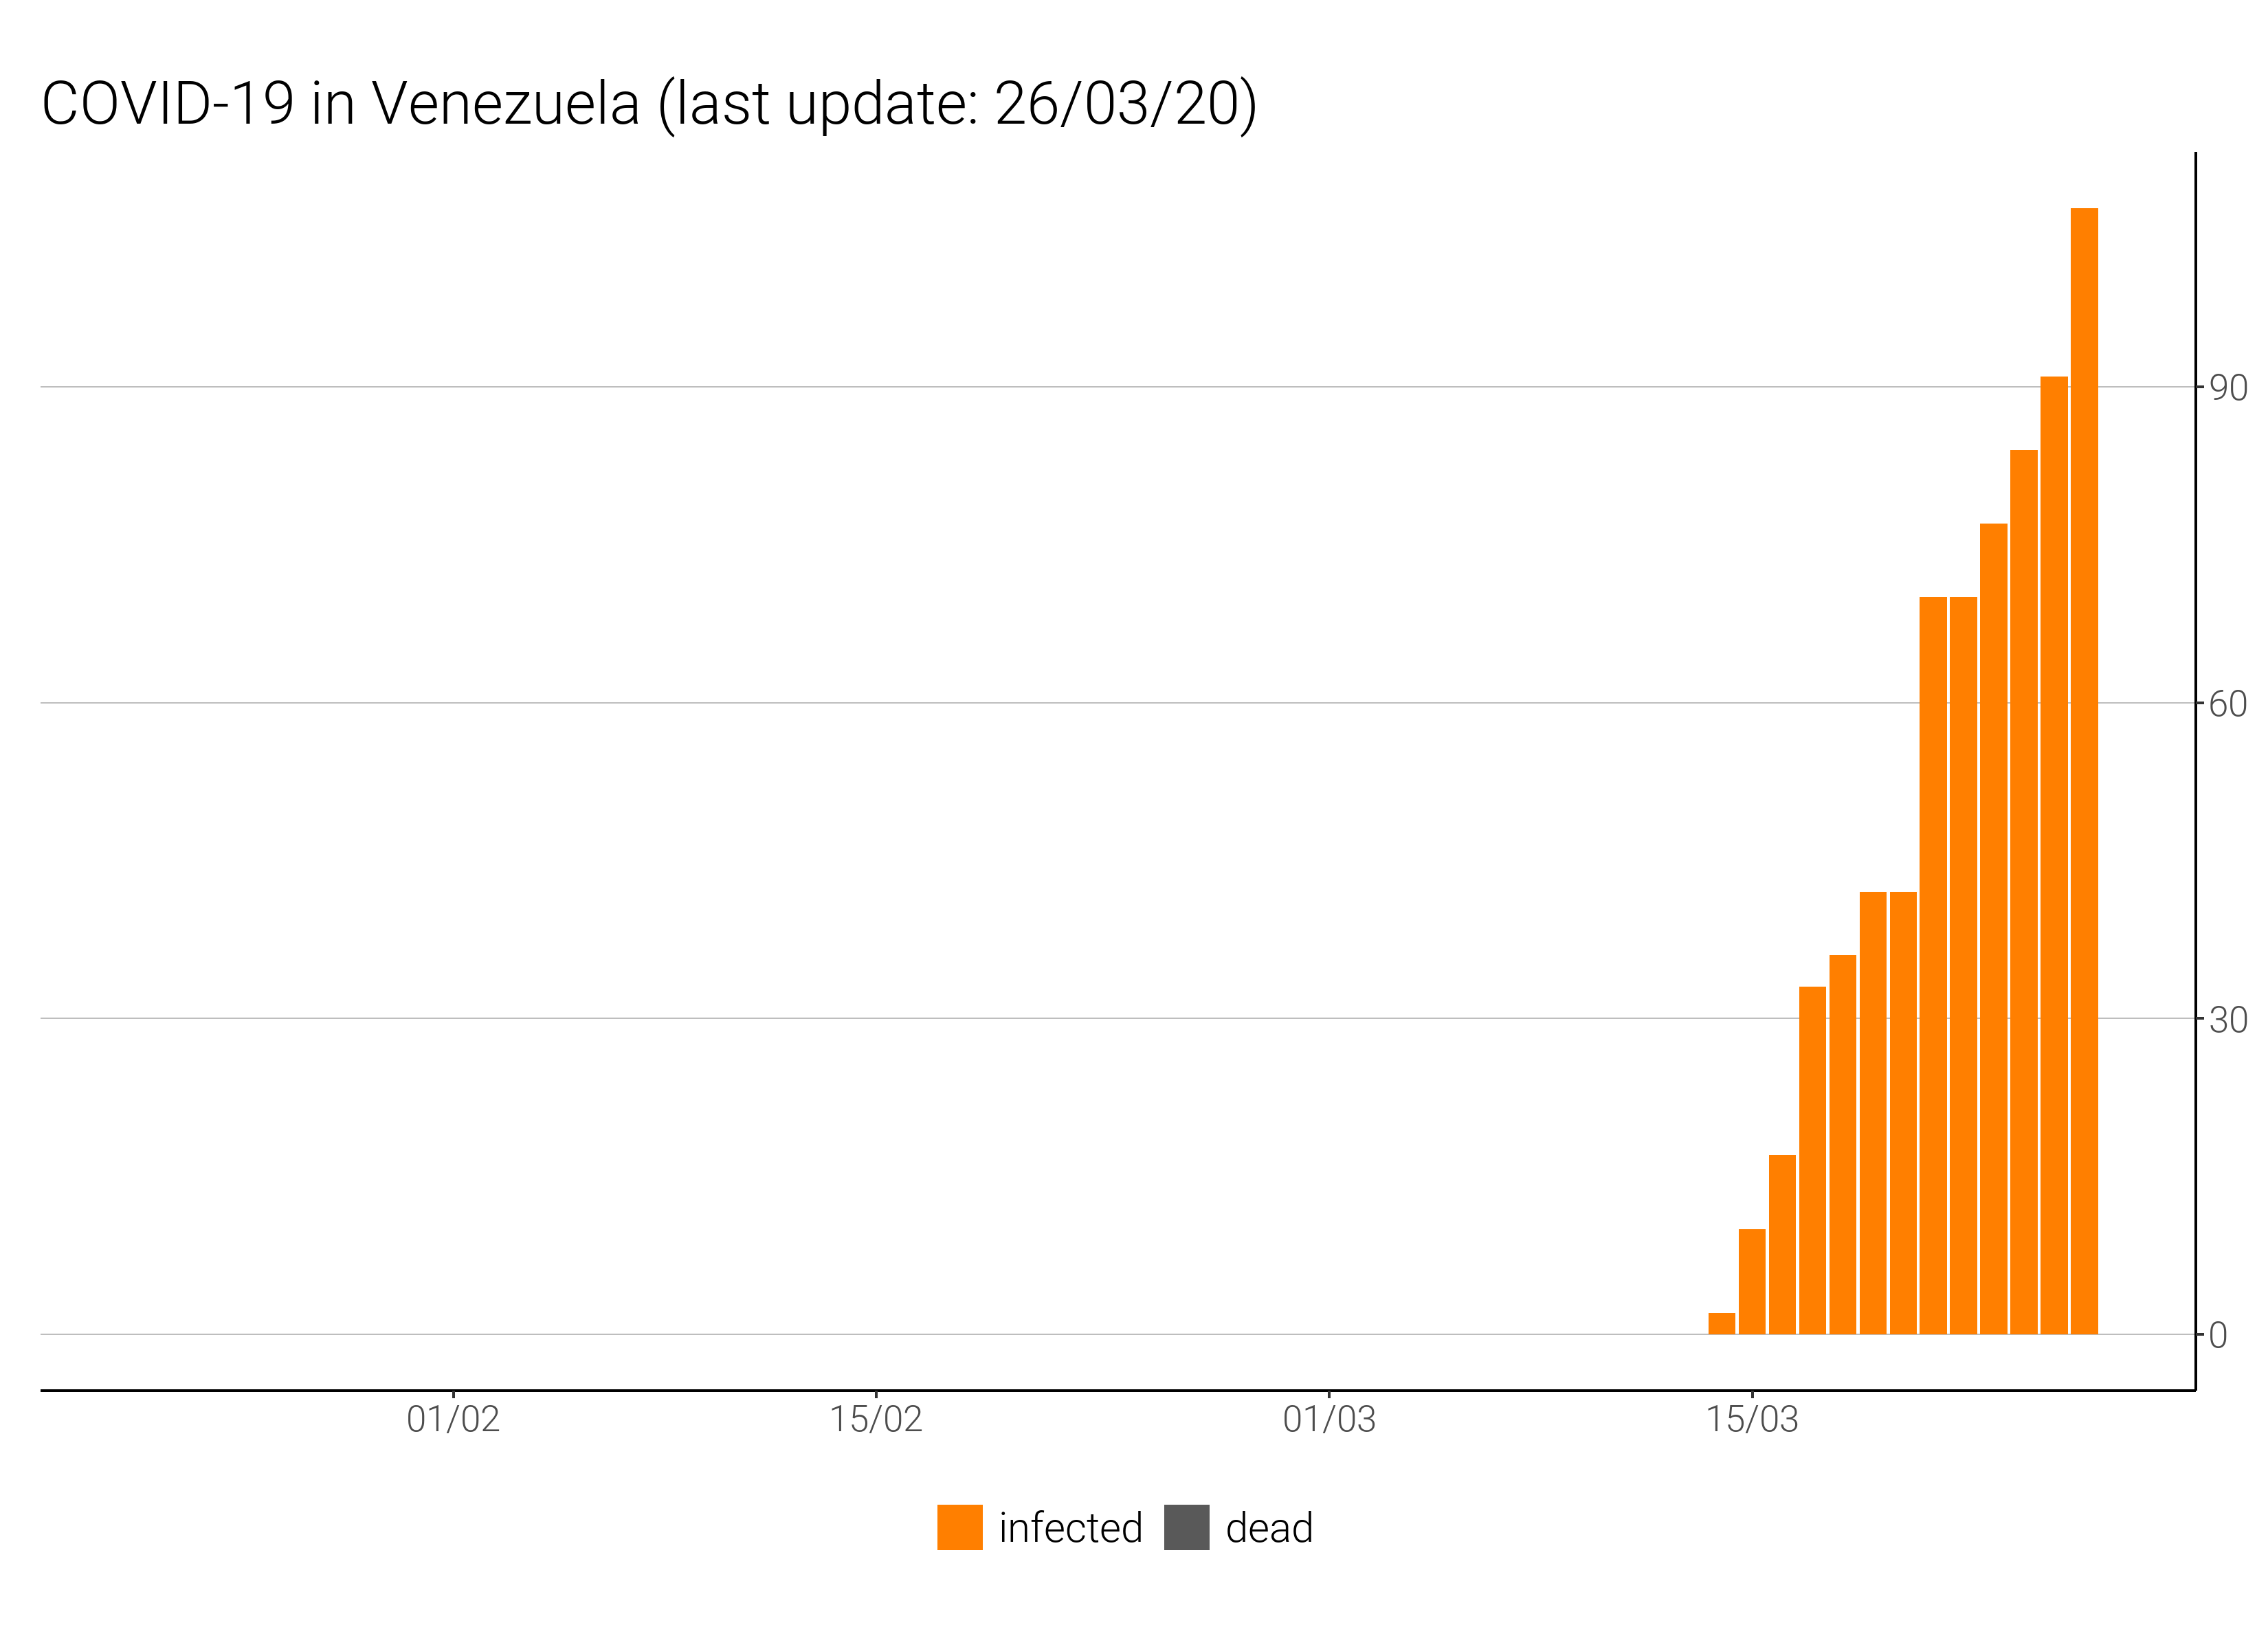 COVID-19 in Venezuela (last update: 26/03/20)
90
60
30
0
01/02 15/02 01/03 15/03
infected dead